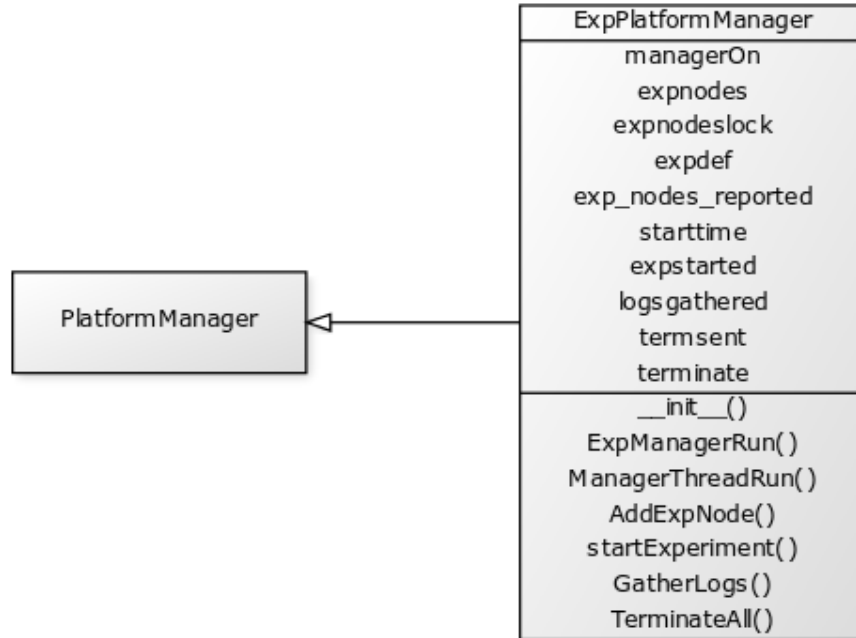 ExpPlatformManager
managerOn
expnodes
expnodeslock
expdef
exp_nodes_reported
starttime
expstarted
logsgathered
termsent
terminate
__init__()
ExpManagerRun()
ManagerThreadRun()
AddExpNode()
startExperiment()
GatherLogs()
TerminateAll()
PlatformManager